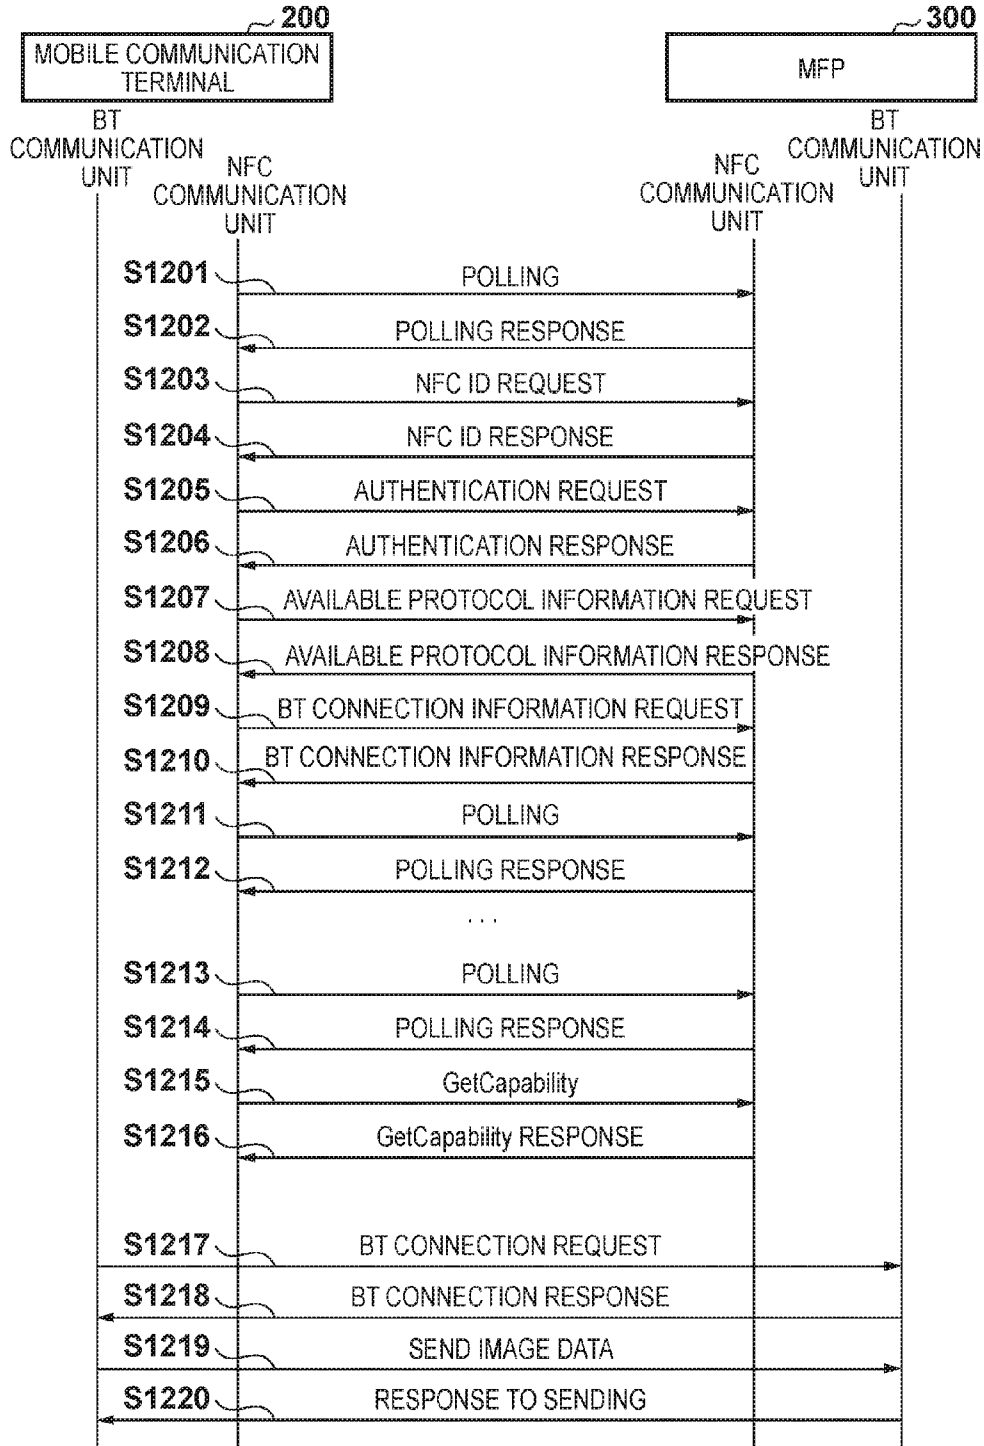 200
300
MOBILE COMMUNICATION
TERMINAL
MFP
BT
COMMUNICATION
UNIT
NFC
COMMUNICATION
UNIT
NFC
COMMUNICATION
UNIT
BT
COMMUNICATION
UNIT
S1201 POLLING
S1202 POLLING RESPONSE
S1203 NFC ID REQUEST
S1204 NFC ID RESPONSE
S1205 AUTHENTICATION REQUEST
S1206 AUTHENTICATION RESPONSE
S1207 AVAILABLE PROTOCOL INFORMATION REQUEST
S1208 AVAILABLE PROTOCOL INFORMATION RESPONSE
S1209 BT CONNECTION INFORMATION REQUEST
S1210 BT CONNECTION INFORMATION RESPONSE
S1211 POLLING
S1212 POLLING RESPONSE
...
S1213 POLLING
S1214 POLLING RESPONSE
S1215 GetCapability
S1216 GetCapability RESPONSE
S1217 BT CONNECTION REQUEST
S1218 BT CONNECTION RESPONSE
S1219 SEND IMAGE DATA
S1220 RESPONSE TO SENDING